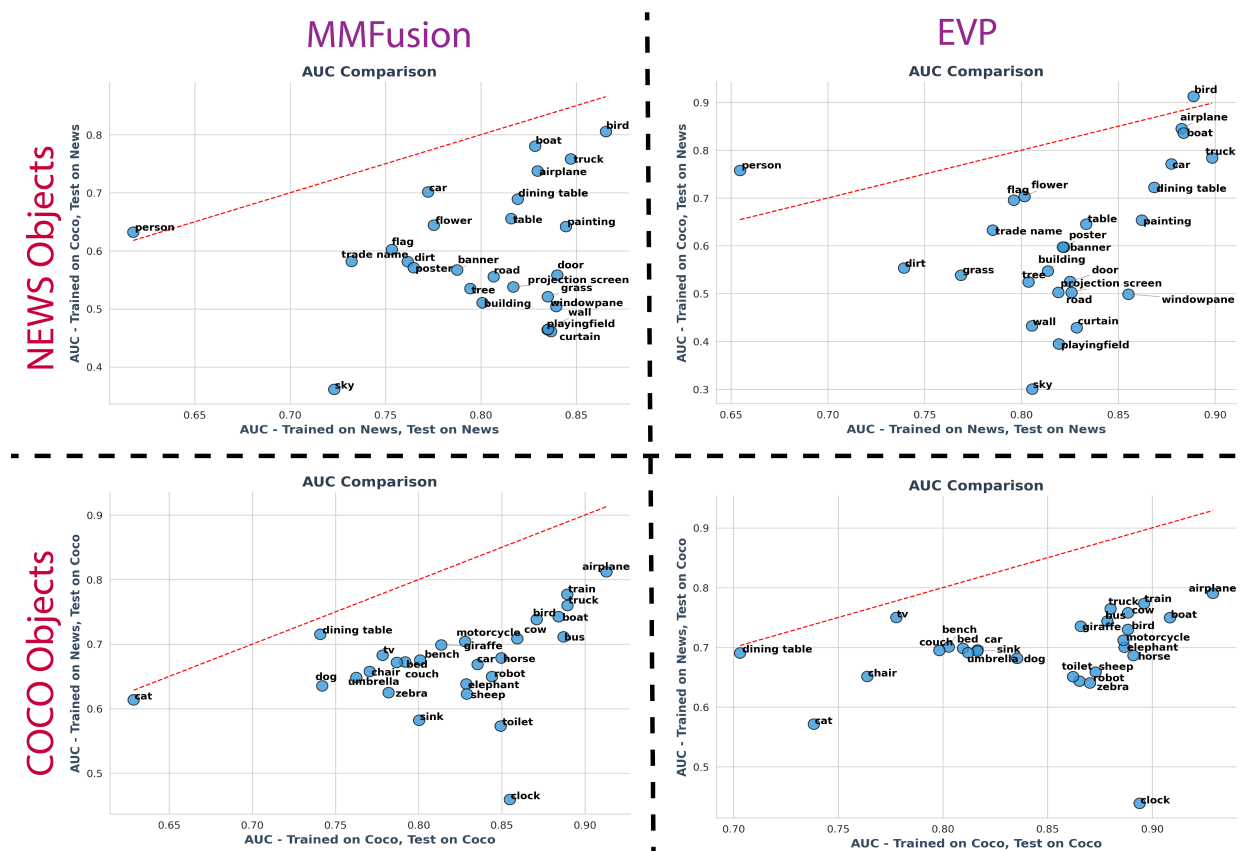 MMFusion
EVP
NEWS Objects
COCO Objects
AUC Comparison
AUC - Trained on Coco, Test on News
0.8
0.7
0.6
0.5
0.4
bird
boat
truck
airplane
car
dining table
flower
table
painting
person
flag
trade name
dirt
poster
banner
road
door
projection screen
tree
grass
building
windowpane
wall
playingfield
curtain
sky
0.65
0.70
0.75
0.80
0.85
AUC - Trained on News, Test on News
AUC Comparison
AUC - Trained on Coco, Test on News
0.9
0.8
0.7
0.6
0.5
0.4
0.3
bird
airplane
boat
truck
person
car
flag
flower
dining table
table
painting
trade name
poster
banner
building
dirt
grass
door
tree
projection screen
road
windowpane
wall
curtain
playingfield
sky
0.65
0.70
0.75
0.80
0.85
0.90
AUC - Trained on News, Test on News
AUC Comparison
AUC - Trained on News, Test on Coco
0.9
0.8
0.7
0.6
0.5
airplane
train
truck
bird
boat
dining table
motorcycle
cow
bus
tv
giraffe
bench
bed
car
horse
dog
chair
couch
umbrella
robot
elephant
zebra
sheep
cat
sink
toilet
clock
0.65
0.70
0.75
0.80
0.85
0.90
AUC - Trained on Coco, Test on Coco
AUC Comparison
AUC - Trained on News, Test on Coco
0.9
0.8
0.7
0.6
0.5
airplane
truck
train
cow
tv
bus
boat
giraffe
bird
bench
motorcycle
couch
bed
car
elephant
dining table
sink
horse
umbrella
dog
chair
toilet
sheep
robot
zebra
cat
clock
0.70
0.75
0.80
0.85
0.90
AUC - Trained on Coco, Test on Coco